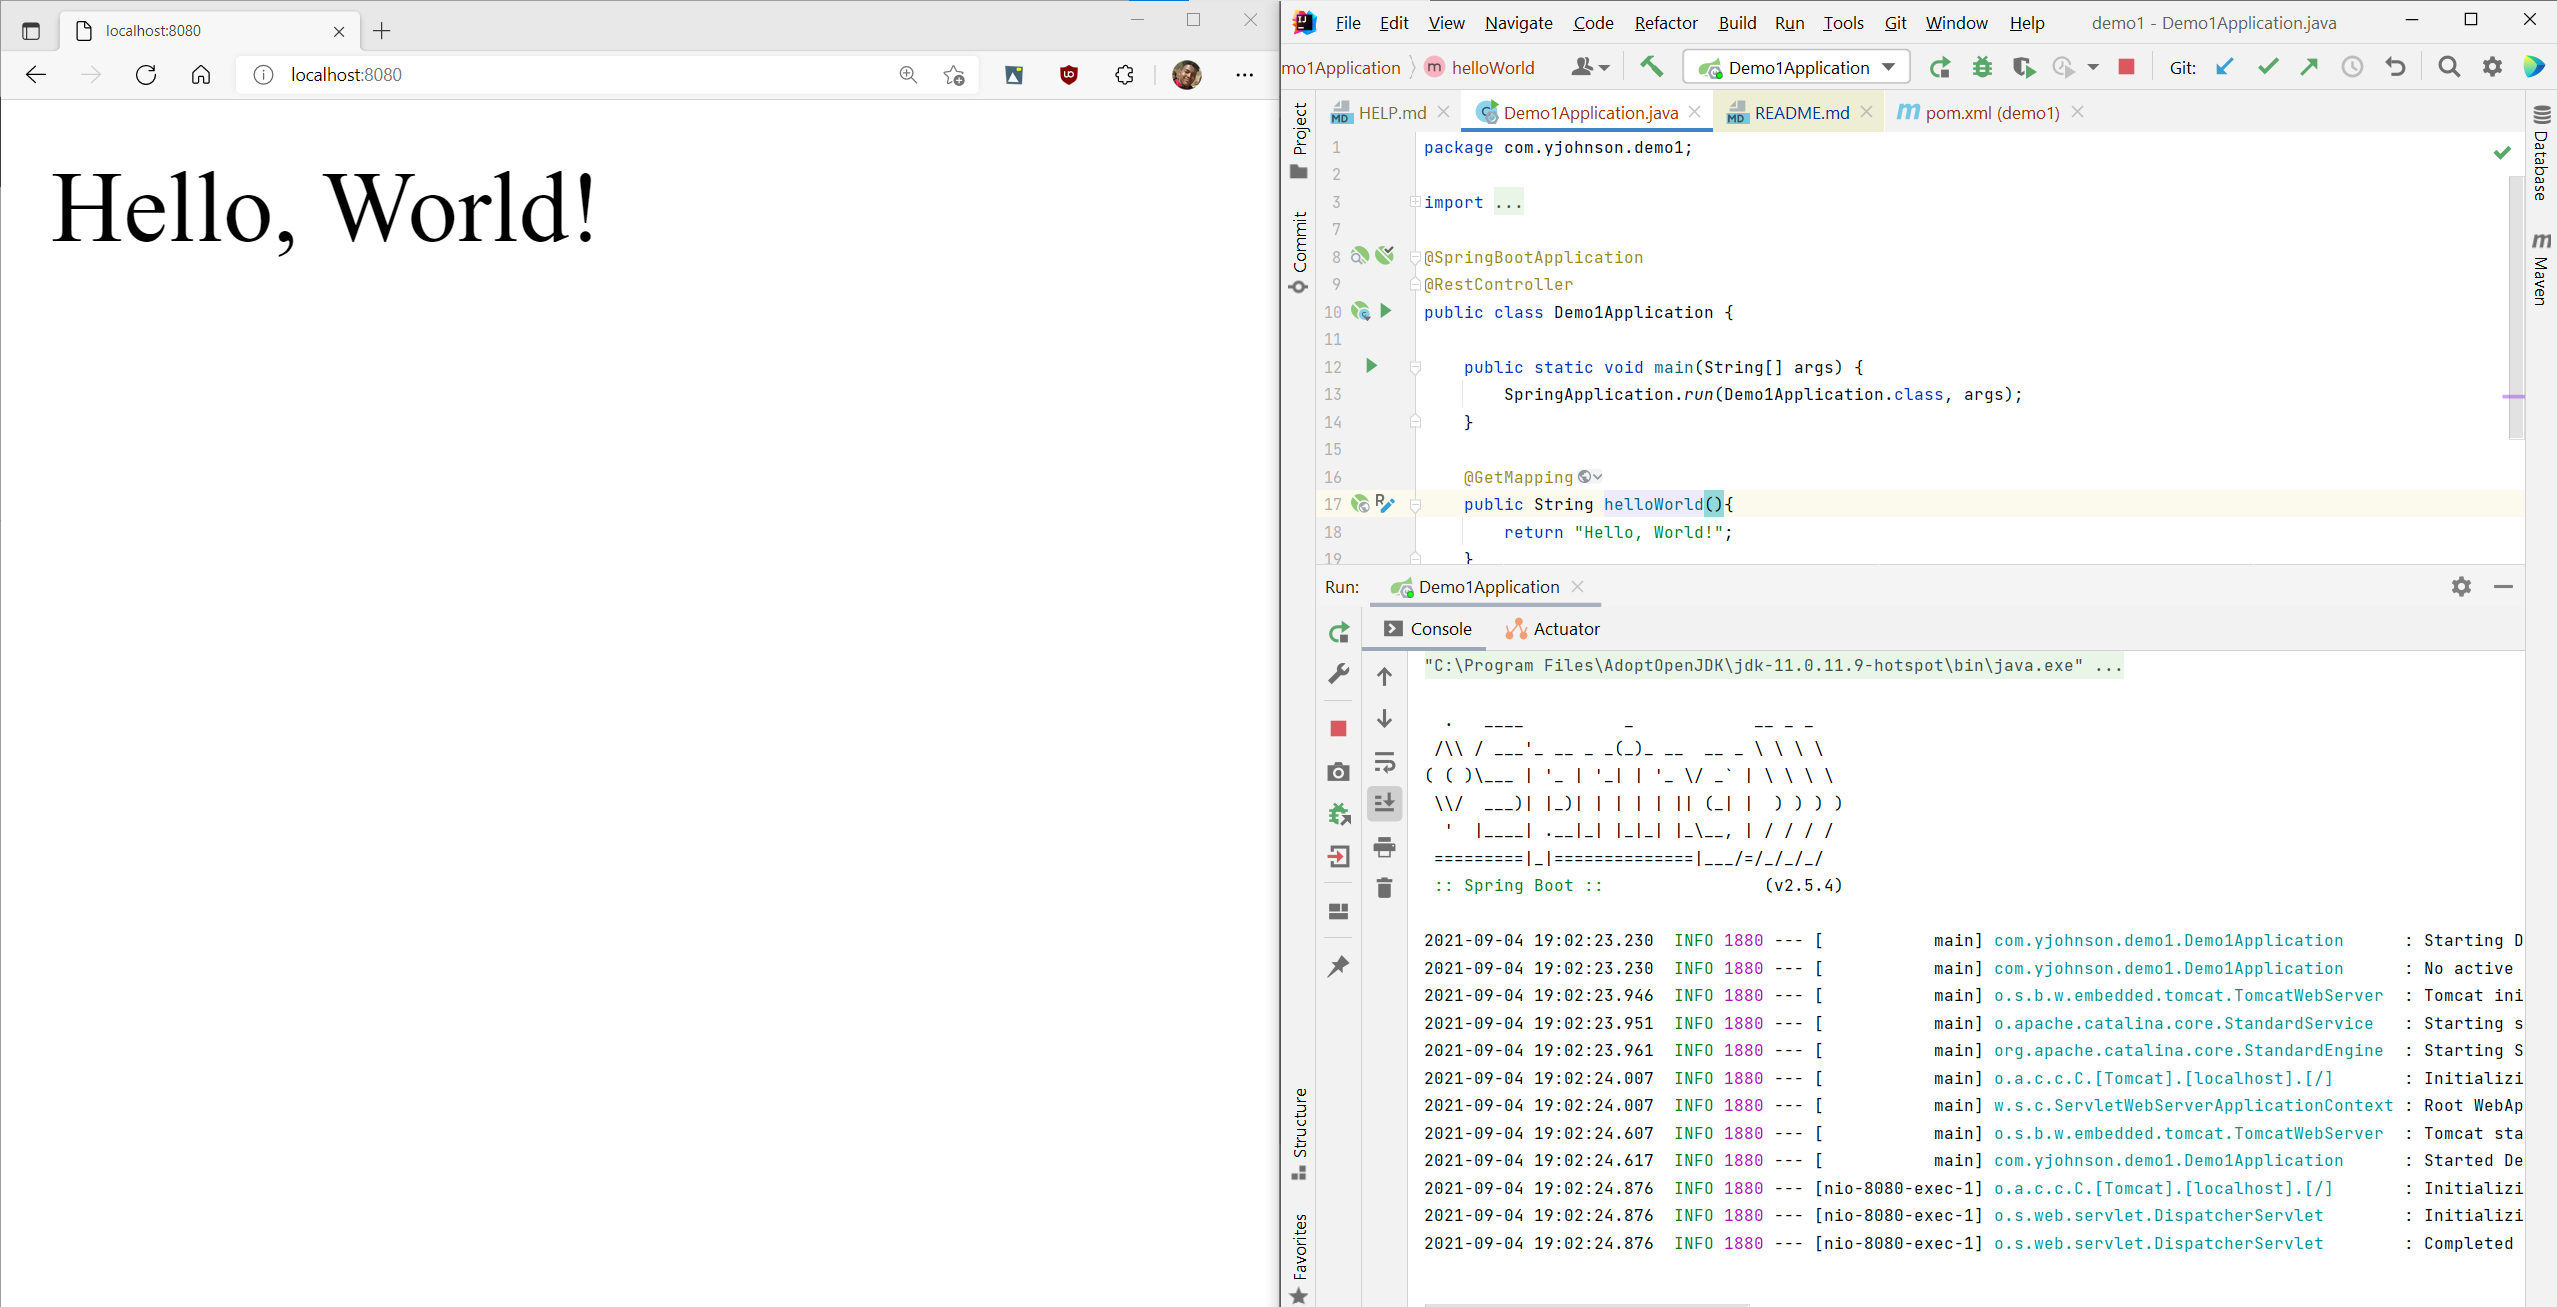 localhost:8080
localhost:8080
Hello, World!
File Edit View Navigate Code Refactor Build Run Tools Git Window Help demo1 - Demo1Application.java
mo1Application helloWorld Demo1Application Git:
HELP.md Demo1Application.java README.md pom.xml (demo1)
Project
Commit
Structure
Favorites
Database
Maven
1 package com.yjohnson.demo1;
2
3 import ...
7
8 @SpringBootApplication
9 @RestController
10 public class Demo1Application {
11
12 public static void main(String[] args) {
13 SpringApplication.run(Demo1Application.class, args);
14 }
15
16 @GetMapping
17 public String helloWorld(){
18 return "Hello, World!";
19 }
Run: Demo1Application
Console Actuator
"C:\Program Files\AdoptOpenJDK\jdk-11.0.11.9-hotspot\bin\java.exe" ...
  .   ____          _            __ _ _
 /\\ / ___'_ __ _ _(_)_ __  __ _ \ \ \ \
( ( )\___ | '_ | '_| | '_ \/ _` | \ \ \ \
 \\/  ___)| |_)| | | | | || (_| |  ) ) ) )
  '  |____| .__|_| |_|_| |_\__, | / / / /
 =========|_|==============|___/=/_/_/_/
 :: Spring Boot ::                (v2.5.4)
2021-09-04 19:02:23.230 INFO 1880 --- [ main] com.yjohnson.demo1.Demo1Application : Starting D
2021-09-04 19:02:23.230 INFO 1880 --- [ main] com.yjohnson.demo1.Demo1Application : No active
2021-09-04 19:02:23.946 INFO 1880 --- [ main] o.s.b.w.embedded.tomcat.TomcatWebServer : Tomcat ini
2021-09-04 19:02:23.951 INFO 1880 --- [ main] o.apache.catalina.core.StandardService : Starting s
2021-09-04 19:02:23.961 INFO 1880 --- [ main] org.apache.catalina.core.StandardEngine : Starting S
2021-09-04 19:02:24.007 INFO 1880 --- [ main] o.a.c.c.C.[Tomcat].[localhost].[/] : Initializi
2021-09-04 19:02:24.007 INFO 1880 --- [ main] w.s.c.ServletWebServerApplicationContext : Root WebAp
2021-09-04 19:02:24.607 INFO 1880 --- [ main] o.s.b.w.embedded.tomcat.TomcatWebServer : Tomcat sta
2021-09-04 19:02:24.617 INFO 1880 --- [ main] com.yjohnson.demo1.Demo1Application : Started De
2021-09-04 19:02:24.876 INFO 1880 --- [nio-8080-exec-1] o.a.c.c.C.[Tomcat].[localhost].[/] : Initializi
2021-09-04 19:02:24.876 INFO 1880 --- [nio-8080-exec-1] o.s.web.servlet.DispatcherServlet : Initializi
2021-09-04 19:02:24.876 INFO 1880 --- [nio-8080-exec-1] o.s.web.servlet.DispatcherServlet : Completed